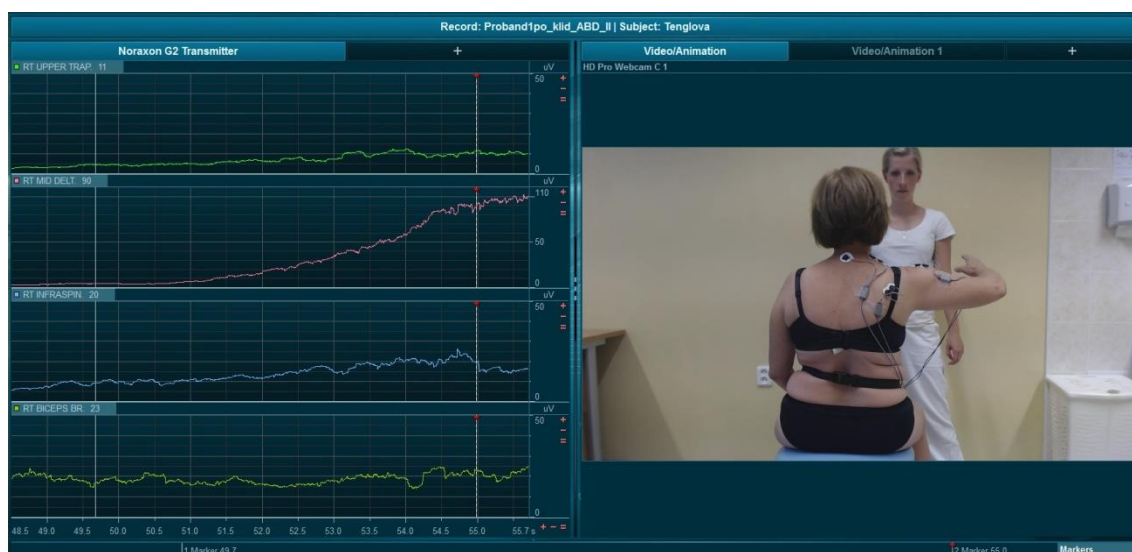 Record: Proband1po_klid_ABD_II | Subject: Tenglova
Noraxon G2 Transmitter
+
Video/Animation
Video/Animation 1
+
HD Pro Webcam C 1
RT UPPER TRAP. 11
uV
50
0
RT MID DELT. 90
uV
110
50
0
RT INFRASPIN. 20
uV
50
0
RT BICEPS BR. 23
uV
50
0
48.5 49.0 49.5 50.0 50.5 51.0 51.5 52.0 52.5 53.0 53.5 54.0 54.5 55.0 55.7 s
1 Marker 49.7
2 Marker 55.0
Markers